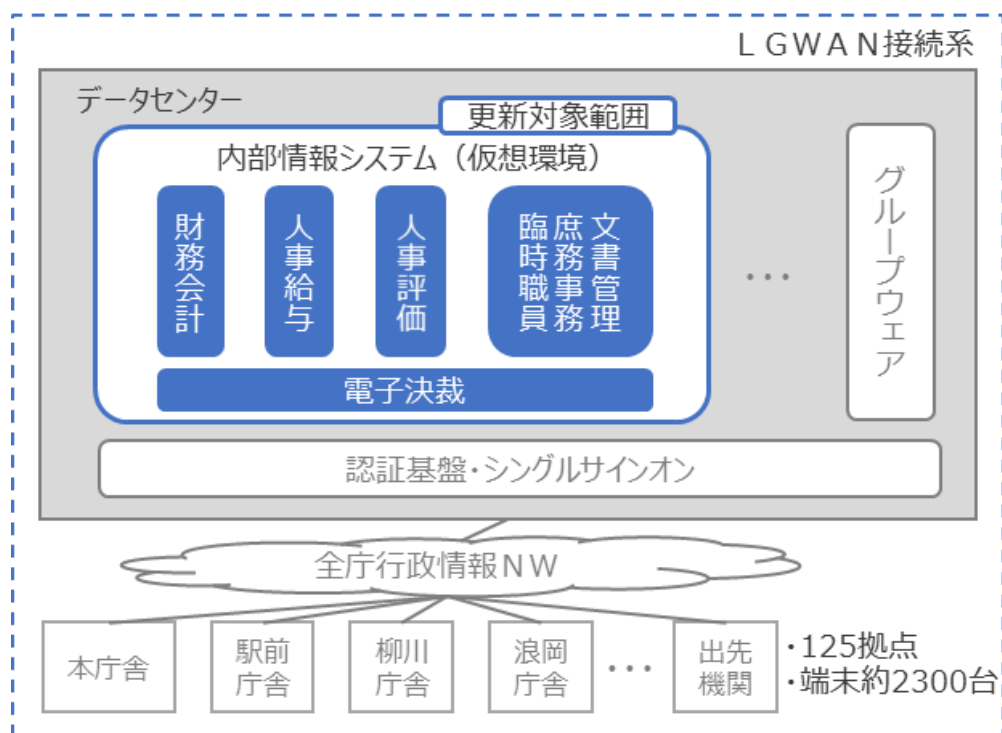 ＬＧＷＡＮ接続系
データセンター
更新対象範囲
内部情報システム（仮想環境）
財務会計
人事給与
人事評価
文書管理
庶務事務
臨時職員
・・・
グループウェア
電子決裁
認証基盤・シングルサインオン
全庁行政情報ＮＷ
本庁舎
駅前
庁舎
柳川
庁舎
浪岡
庁舎
・・・
出先
機関
・125拠点
・端末約2300台